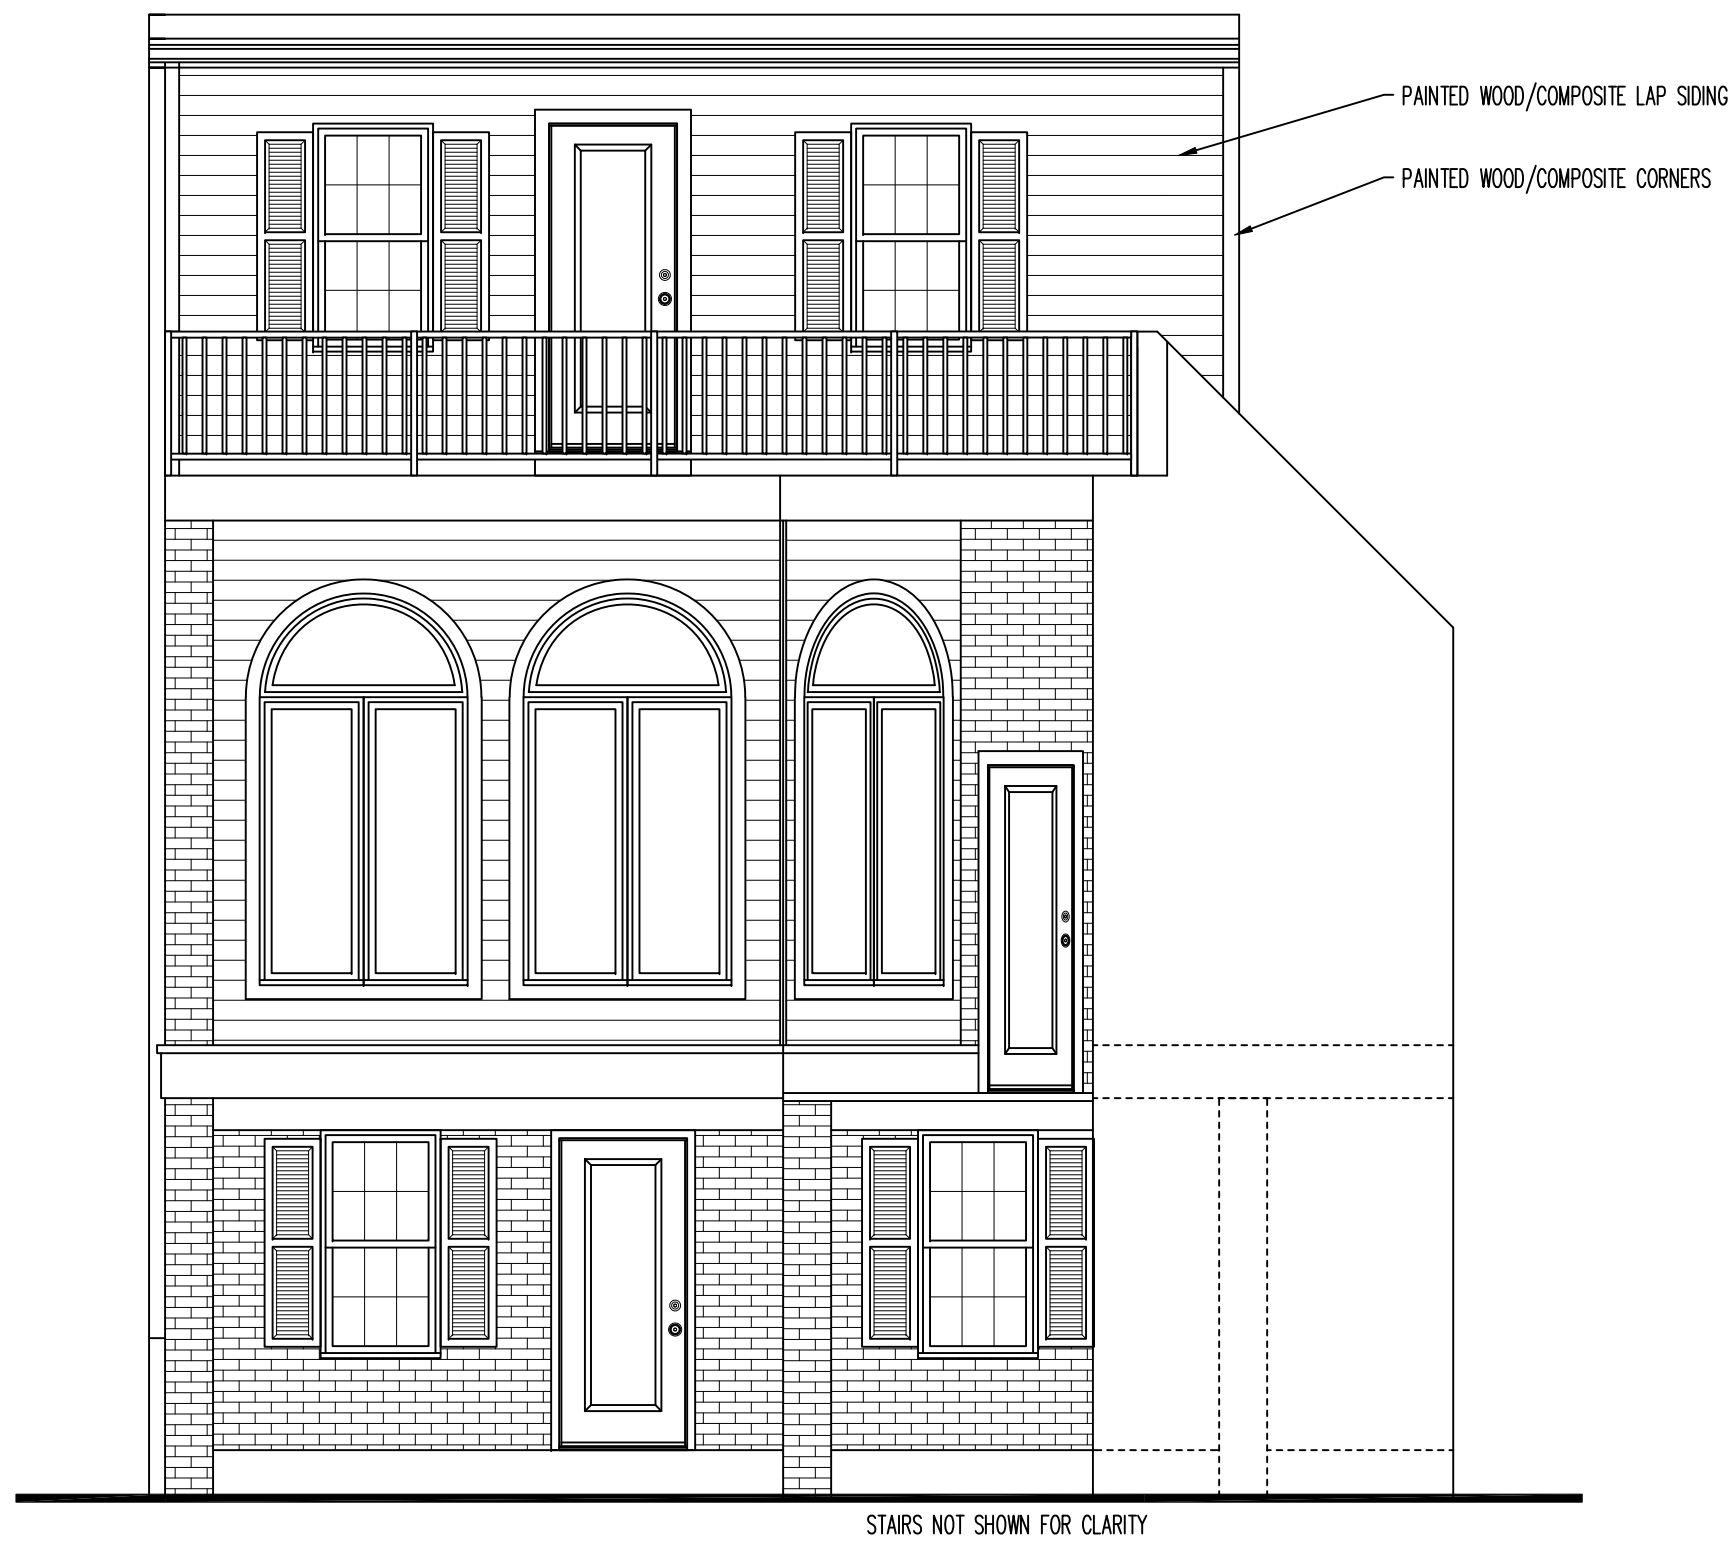 PAINTED WOOD/COMPOSITE LAP SIDING
PAINTED WOOD/COMPOSITE CORNERS
STAIRS NOT SHOWN FOR CLARITY